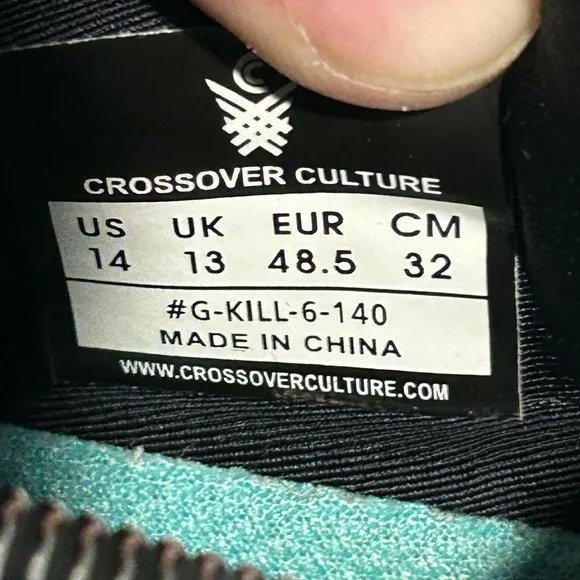 CROSSOVER CULTURE
US UK EUR CM
14 13 48.5 32
#G-KILL-6-140
MADE IN CHINA
WWW.CROSSOVERCULTURE.COM